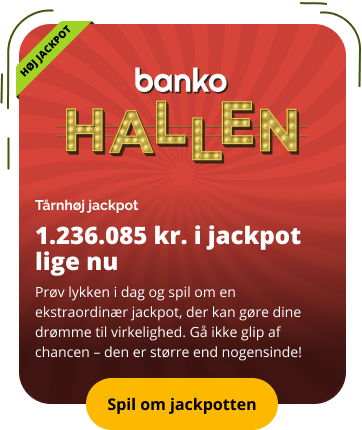 HØJ JACKPOT
banko
HALLEN
Tårnhøj jackpot
1.236.085 kr. i jackpot
lige nu
Prøv lykken i dag og spil om en
ekstraordinær jackpot, der kan gøre dine
drømme til virkelighed. Gå ikke glip af
chancen – den er større end nogensinde!
Spil om jackpotten